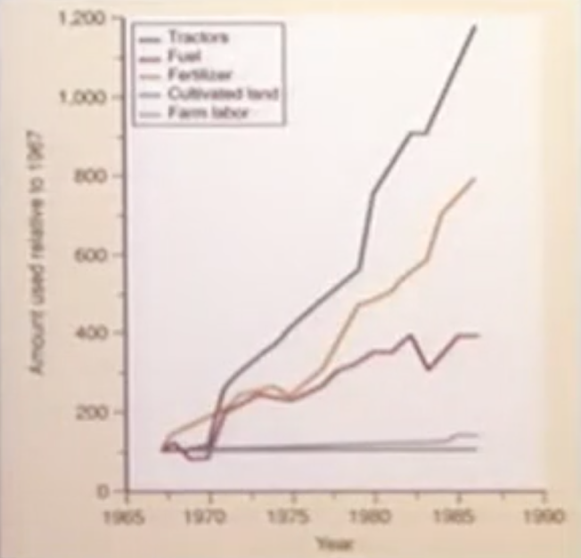 1,200
Tractors
Fuel
Fertilizer
Cultivated land
Farm labor
1,000
800
600
400
200
0
1965 1970 1975 1980 1985 1990
Year
Amount used relative to 1967